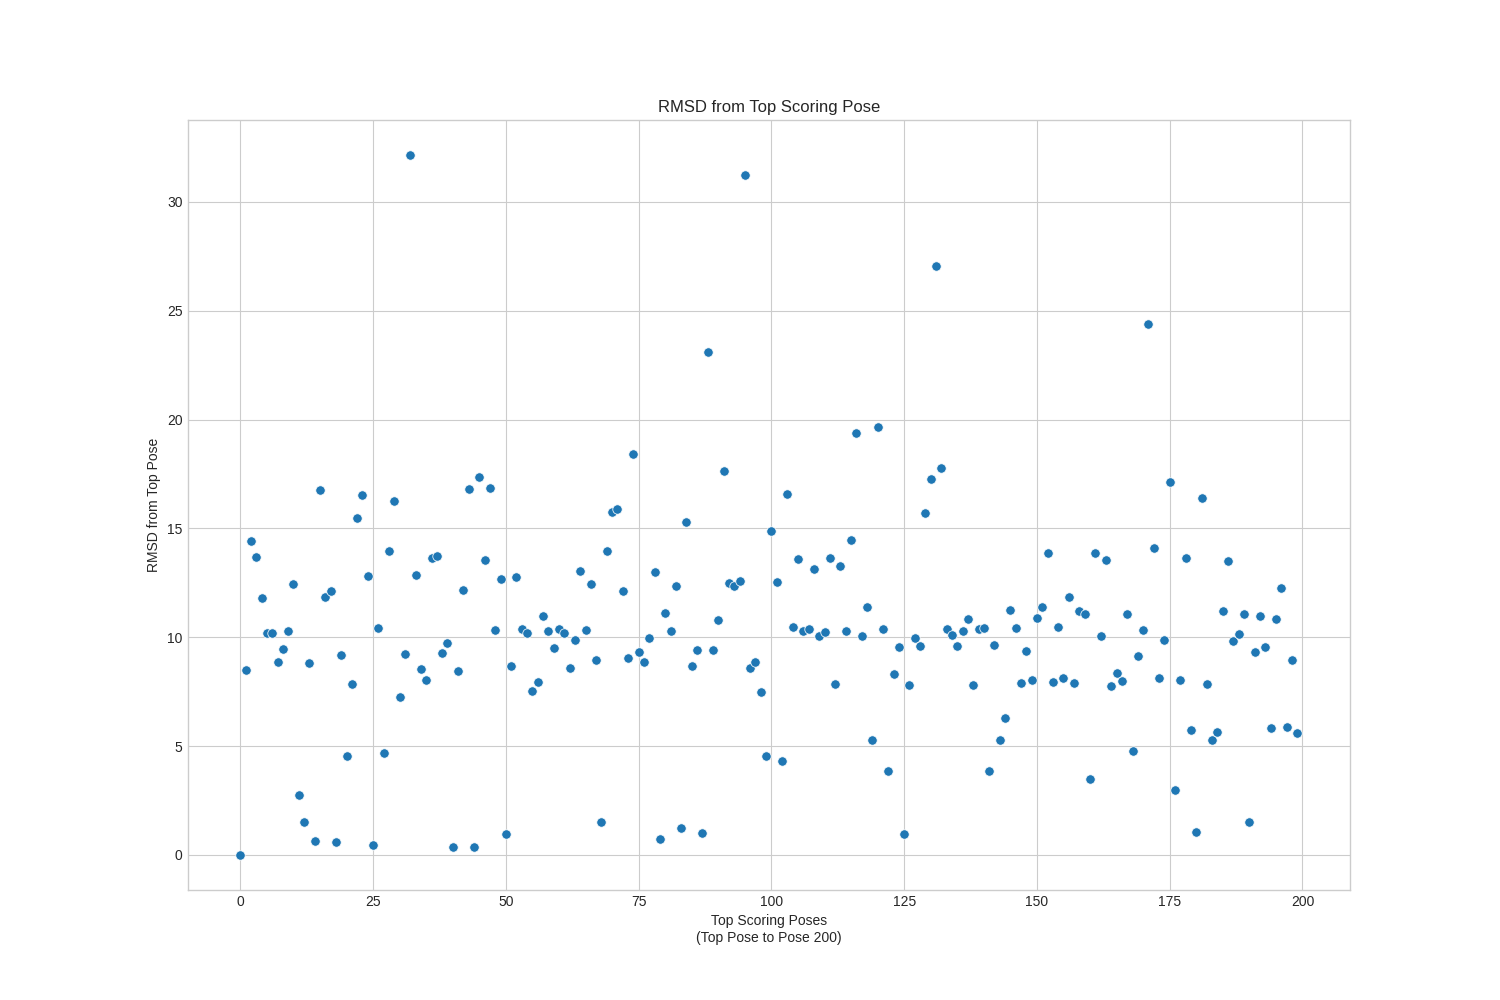 RMSD from Top Scoring Pose
RMSD from Top Pose
30
25
20
15
10
5
0
0 25 50 75 100 125 150 175 200
Top Scoring Poses
(Top Pose to Pose 200)